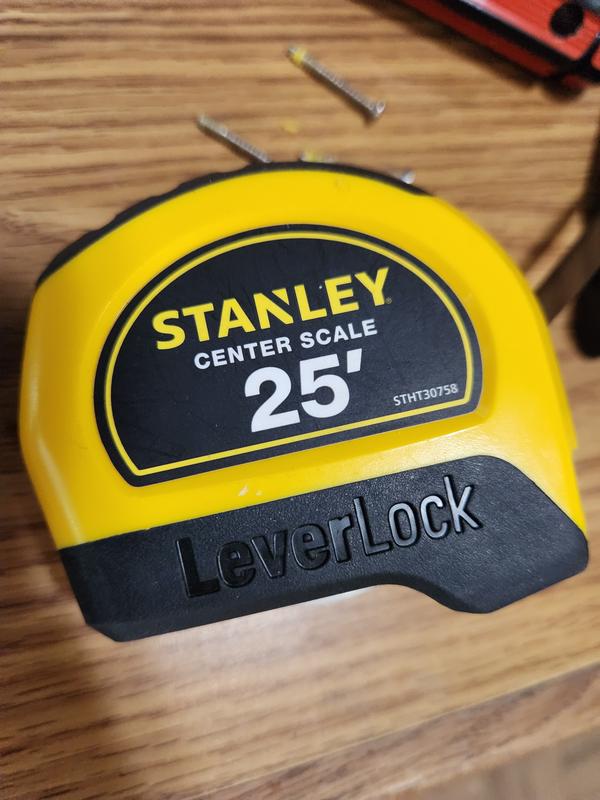 STANLEY®
CENTER SCALE
25'
STHT30758
LeverLock